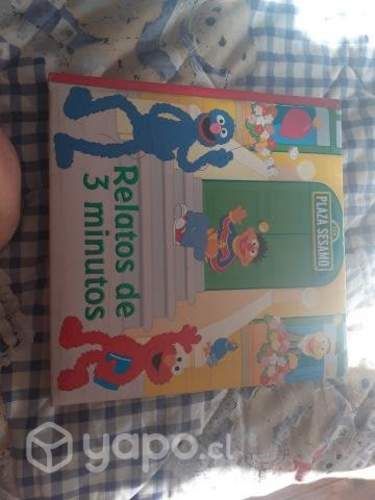 PLAZA SESAMO
Relatos de
3 minutos
yapo.cl